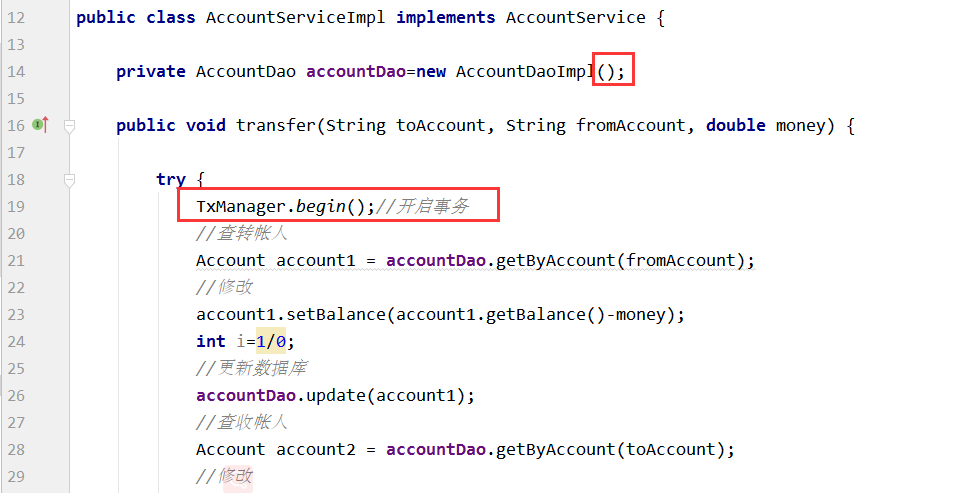 12 public class AccountServiceImpl implements AccountService {
13
14 private AccountDao accountDao=new AccountDaoImpl();
15
16 public void transfer(String toAccount, String fromAccount, double money) {
17
18 try {
19 TxManager.begin();//开启事务
20 //查转帐人
21 Account account1 = accountDao.getByAccount(fromAccount);
22 //修改
23 account1.setBalance(account1.getBalance()-money);
24 int i=1/0;
25 //更新数据库
26 accountDao.update(account1);
27 //查收帐人
28 Account account2 = accountDao.getByAccount(toAccount);
29 //修改